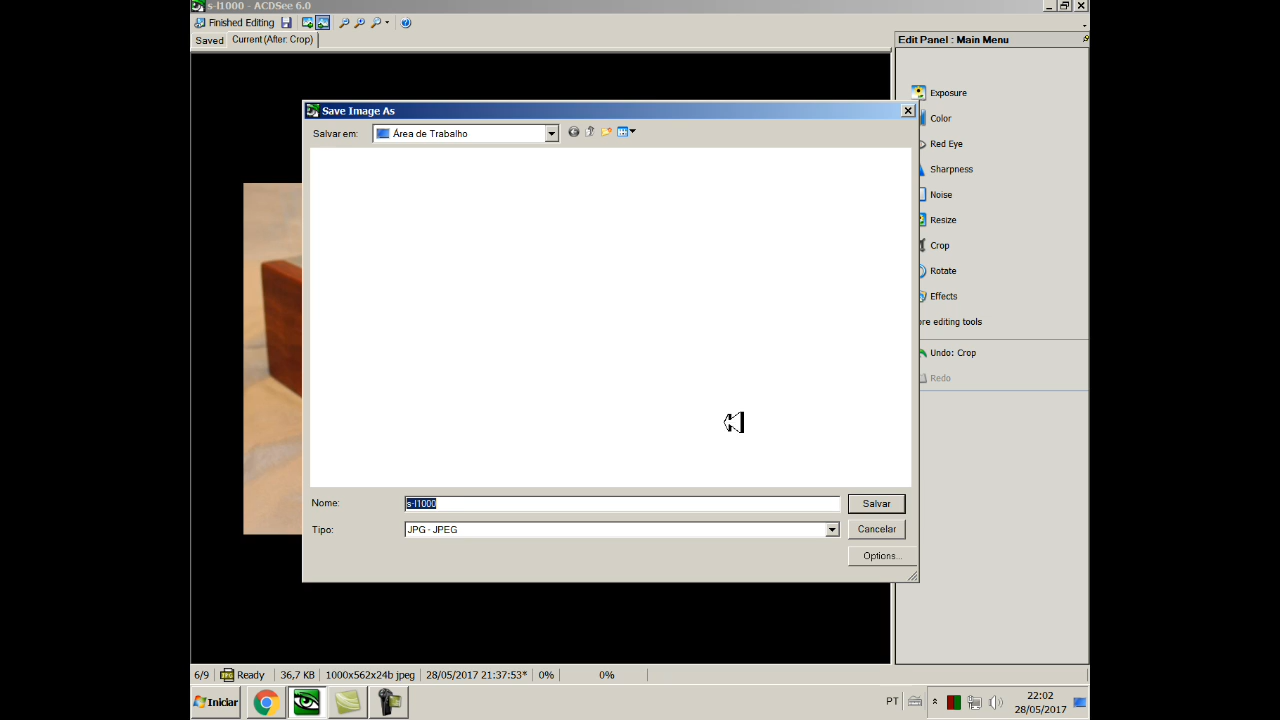 s-l1000 - ACDSee 6.0
Finished Editing
Saved
Current (After: Crop)
Edit Panel : Main Menu
Exposure
Color
Red Eye
Sharpness
Noise
Resize
Crop
Rotate
Effects
ore editing tools
Undo: Crop
Redo
Save Image As
Salvar em:
Área de Trabalho
Nome:
s-l1000
Salvar
Tipo:
JPG - JPEG
Cancelar
Options...
6/9
Ready
36,7 KB
1000x562x24b jpeg
28/05/2017 21:37:53*
0%
0%
Iniciar
PT
22:02
28/05/2017